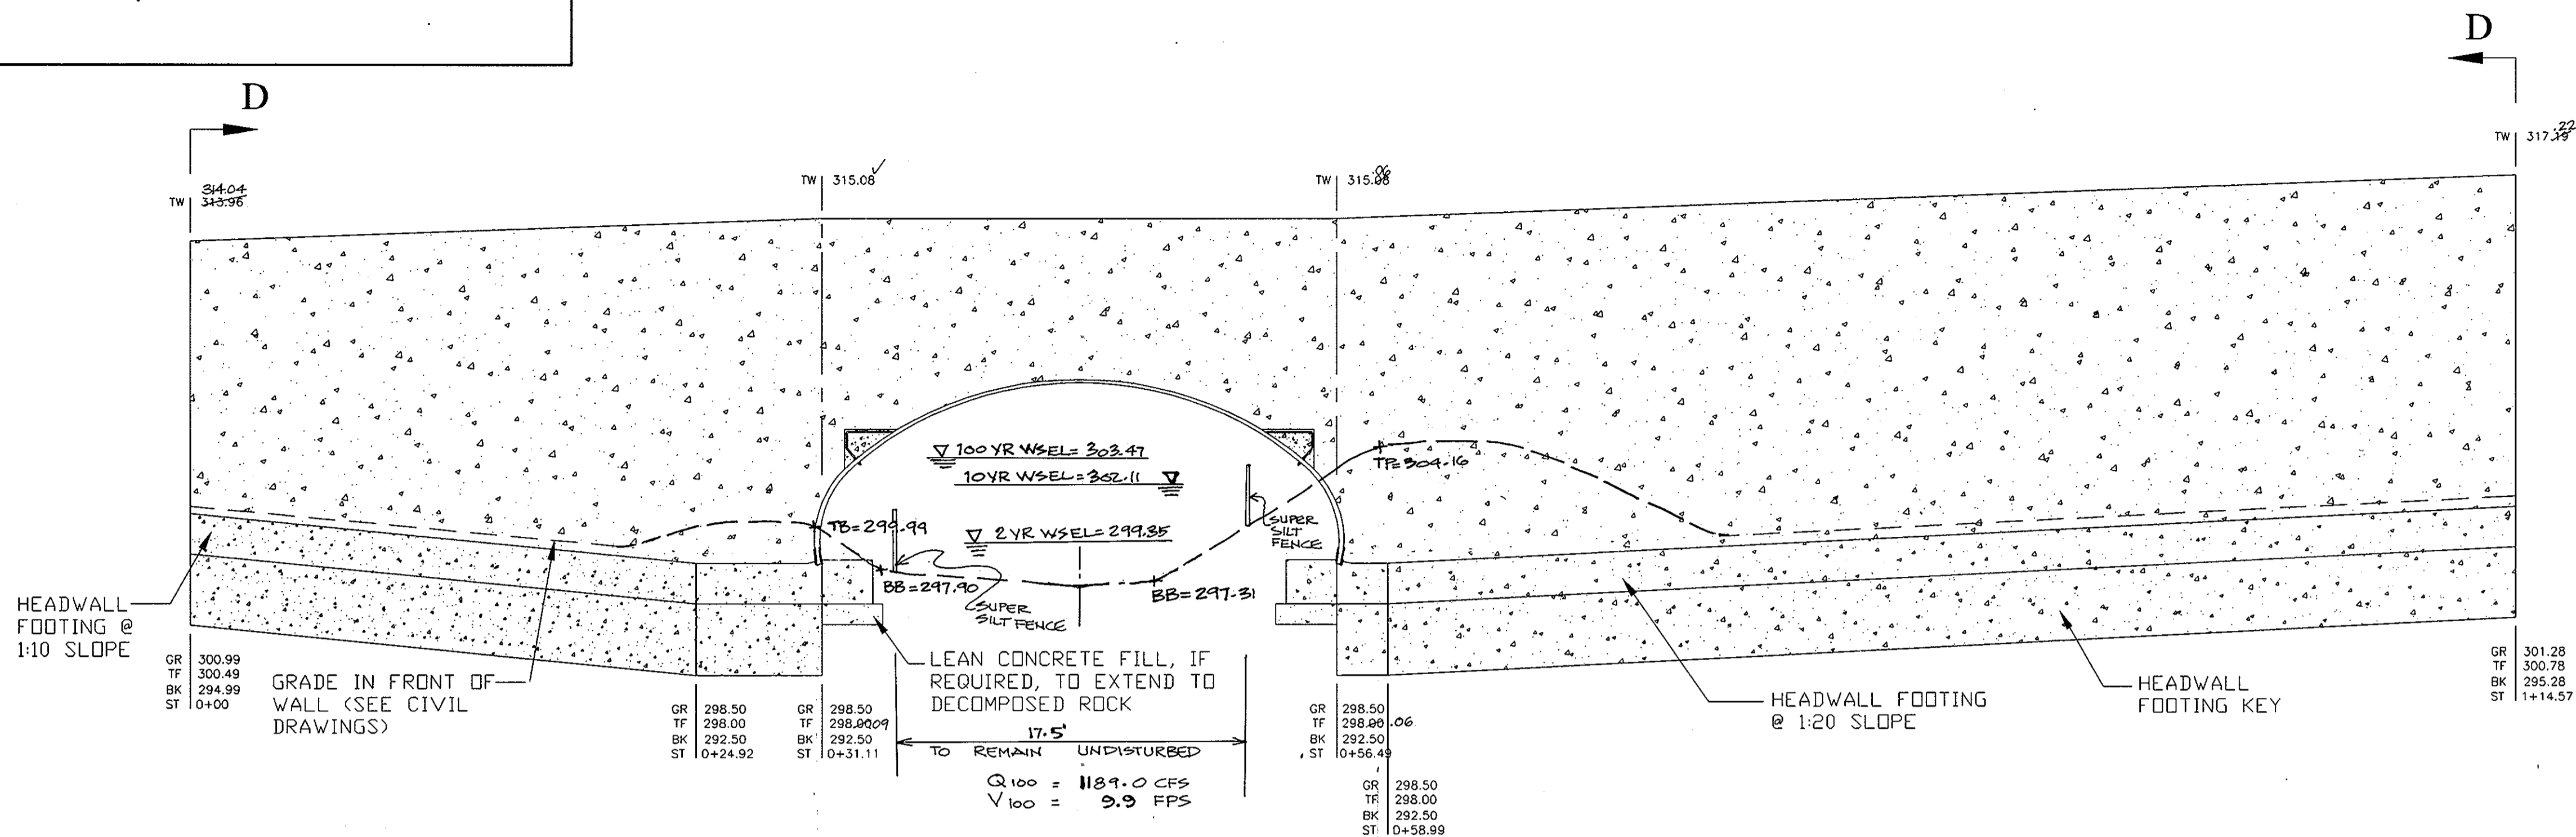 D
D
TW 317.19 .22
TW 315.08 ✓
TW 315.08 .06
314.04
TW 313.96
100 YR WSEL = 303.47
10 YR WSEL = 302.11
TP=304.16
TB=299.99
2 YR WSEL = 299.35
SUPER
SILT
FENCE
BB=297.90
BB=297.31
SUPER
SILT FENCE
HEADWALL
FOOTING @
1:10 SLOPE
GR 300.99
TF 300.49
BK 294.99
ST 0+00
GRADE IN FRONT OF
WALL (SEE CIVIL
DRAWINGS)
LEAN CONCRETE FILL, IF
REQUIRED, TO EXTEND TO
DECOMPOSED ROCK
GR 298.50
TF 298.00
BK 292.50
ST 0+24.92
GR 298.50
TF 298.0009
BK 292.50
ST 0+31.11
17.5'
TO REMAIN UNDISTURBED
Q100 = 1189.0 CFS
V100 = 9.9 FPS
GR 298.50
TF 298.00 .06
BK 292.50
ST 0+56.49
GR 298.50
TF 298.00
BK 292.50
ST 0+58.99
HEADWALL FOOTING
@ 1:20 SLOPE
HEADWALL
FOOTING KEY
GR 301.28
TF 300.78
BK 295.28
ST 1+14.57